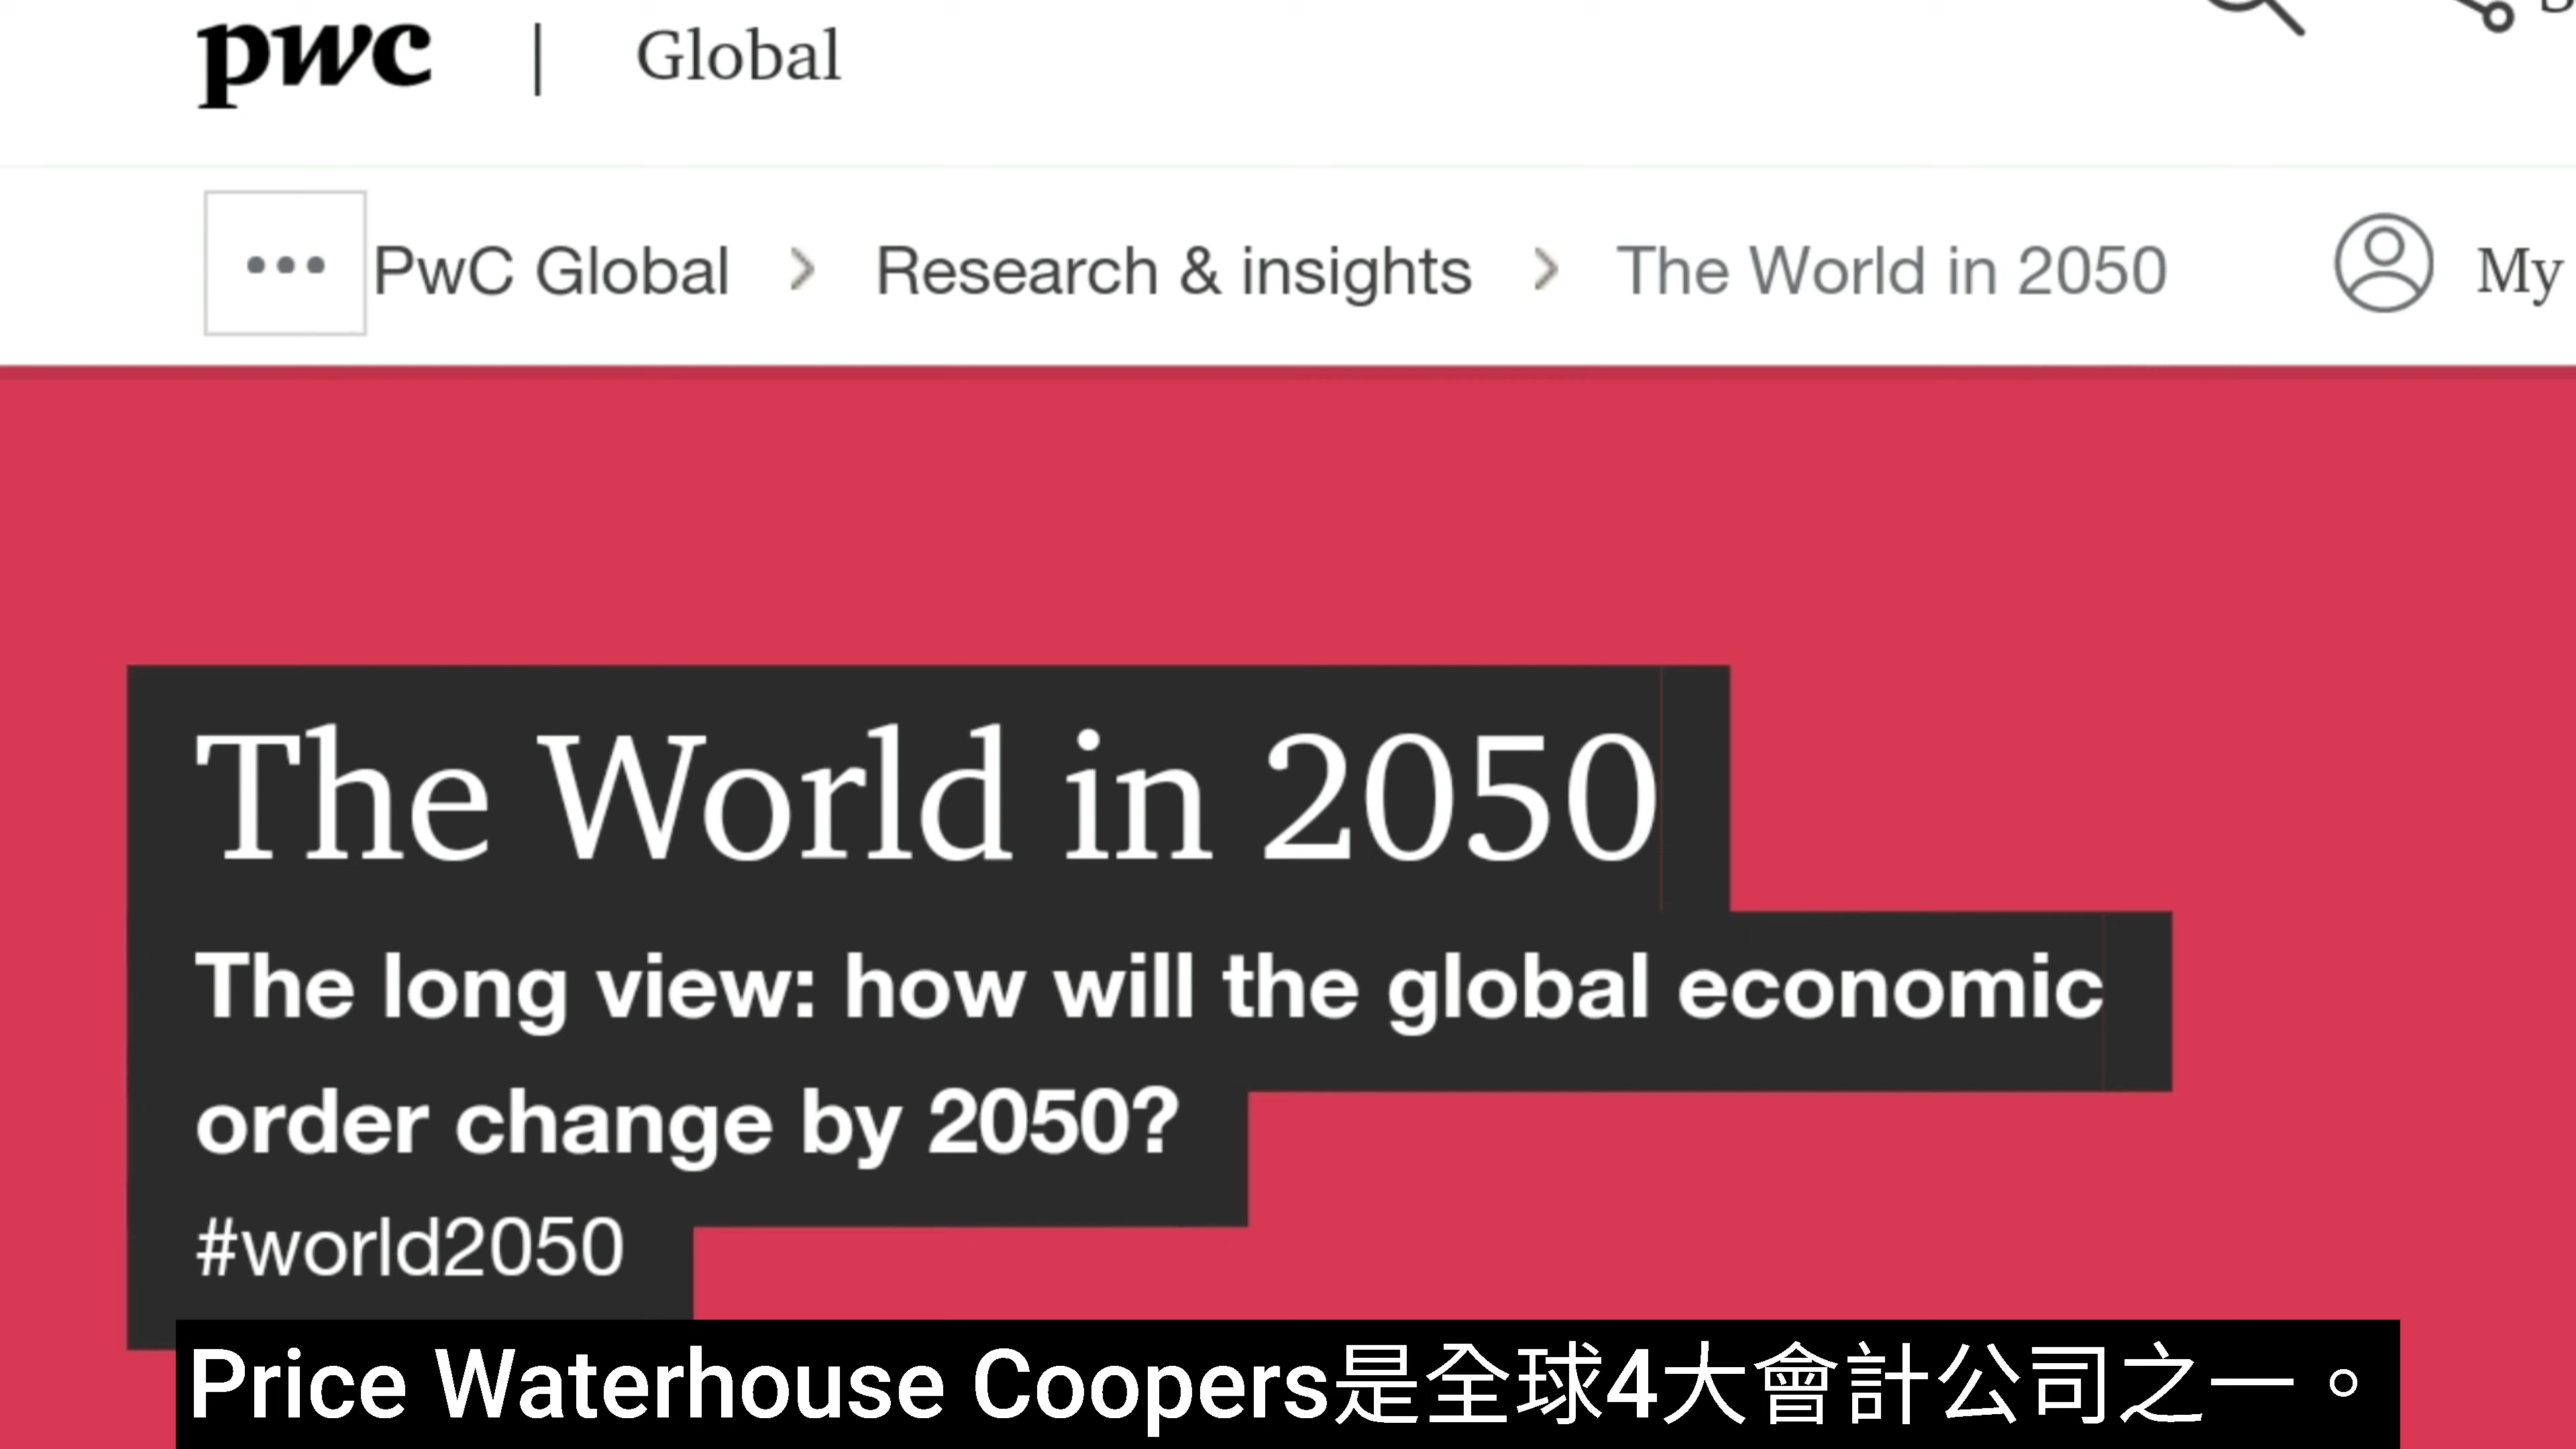 pwc | Global
••• PwC Global > Research & insights > The World in 2050 My
The World in 2050
The long view: how will the global economic
order change by 2050?
#world2050
Price Waterhouse Coopers是全球4大會計公司之一。